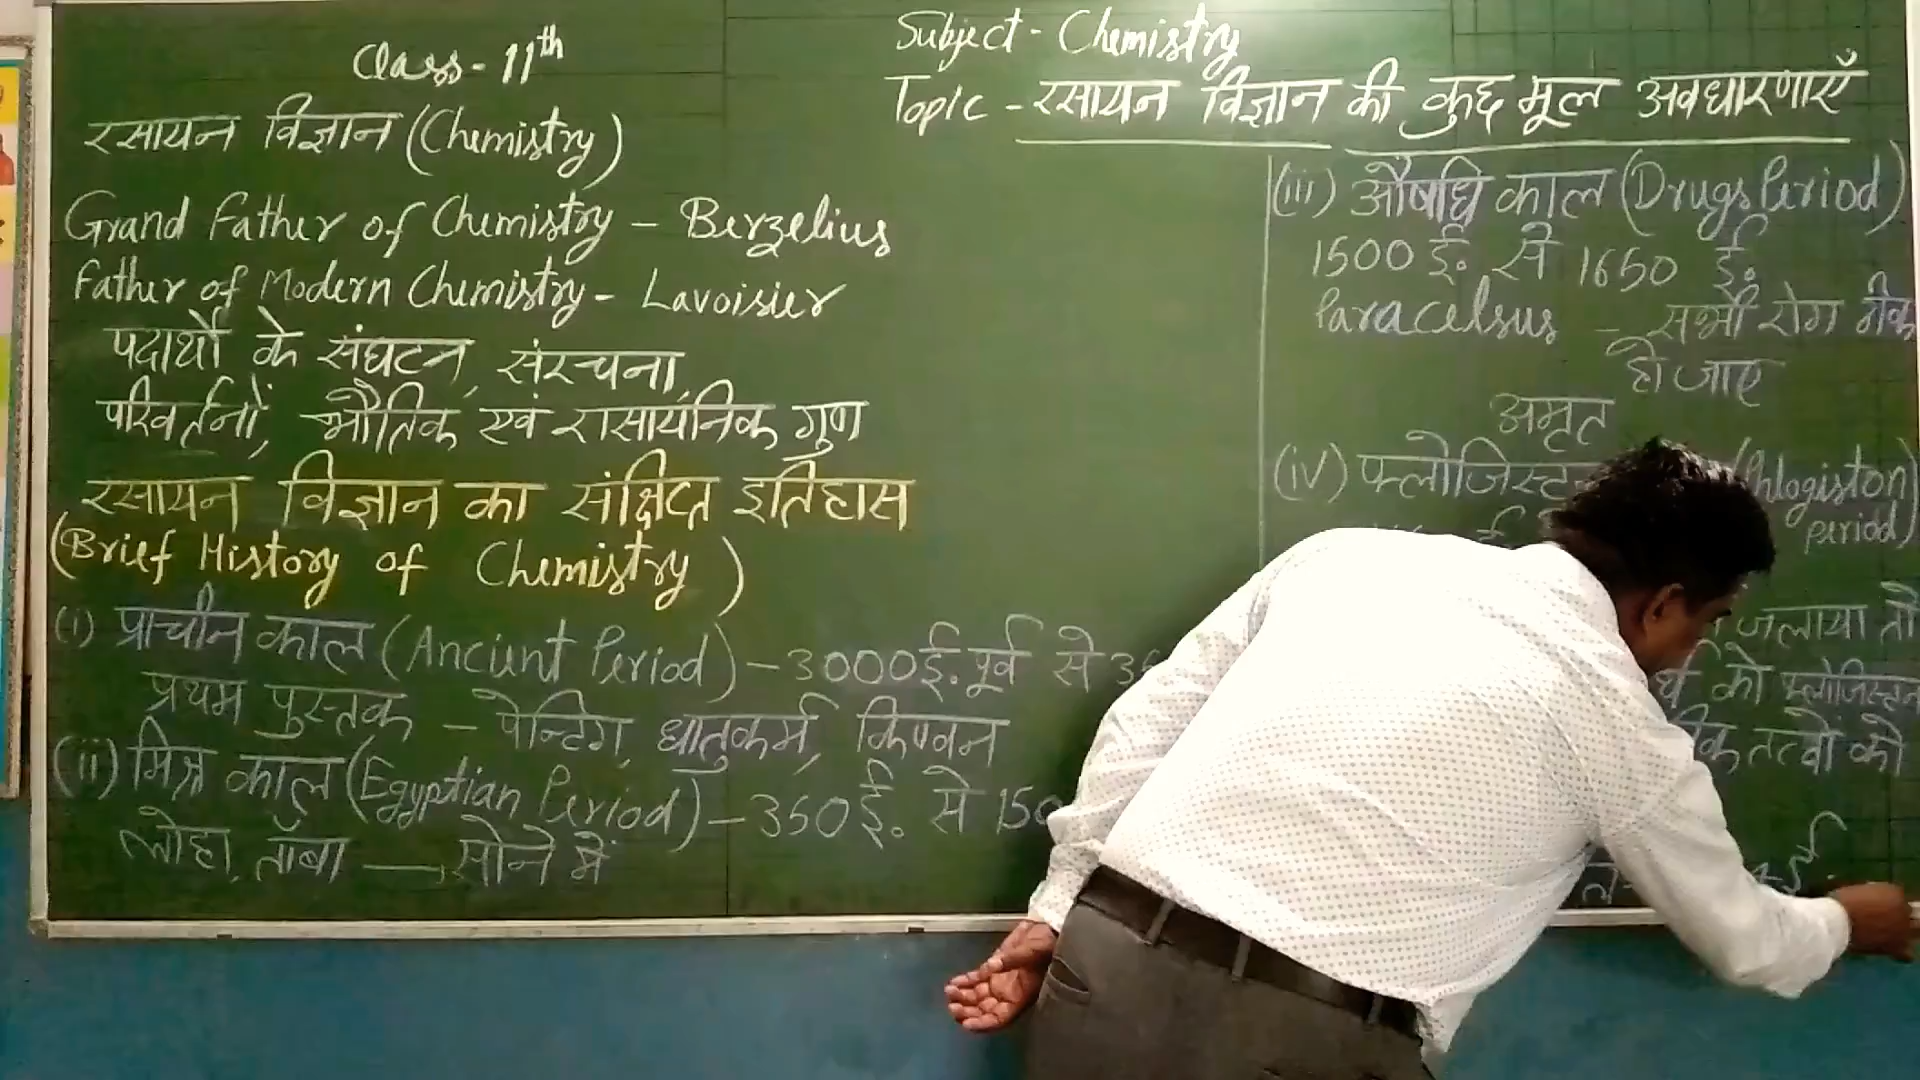 Class - 11th
रसायन विज्ञान (Chemistry)
Grand Father of Chemistry - Berzelius
Father of Modern Chemistry - Lavoisier
पदार्थों के संघटन, संरचना,
परिवर्तनों, भौतिक एवं रासायनिक गुण
रसायन विज्ञान का संक्षिप्त इतिहास
(Brief History of Chemistry)
(i) प्राचीन काल (Ancient Period) - 3000 ई. पूर्व से
प्रथम पुस्तक - पेन्टिग, धातुकर्म, किण्वन
(ii) मिस्र काल (Egyptian Period) - 350 ई. से
लोहा, ताँबा — सोने में
Subject - Chemistry
Topic - रसायन विज्ञान की कुछ मूल अवधारणाएँ
(iii) औषधि काल (Drugs Period)
1500 ई. से 1650 ई.
Paracelsus - सभी रोग ठीक
हो जाए
अमृत
(iv) (Phlogiston
period)
जलाया तो
को फ्लोजिस्टन
तत्वों को